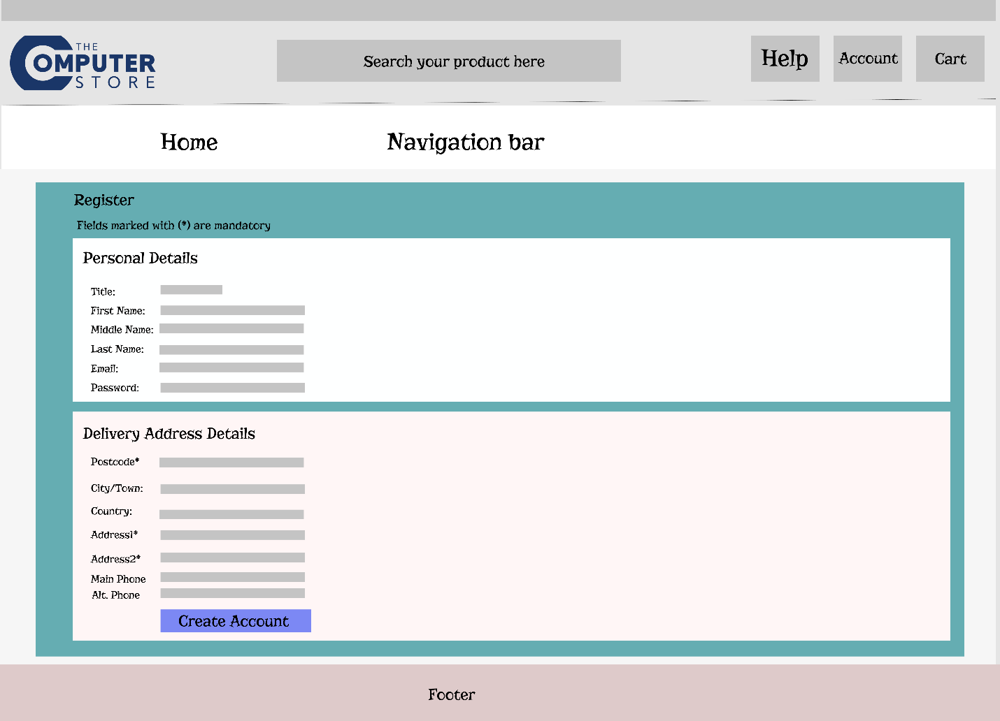 THE
COMPUTER
STORE
Search your product here
Help
Account
Cart
Home
Navigation bar
Register
Fields marked with (*) are mandatory
Personal Details
Title:
First Name:
Middle Name:
Last Name:
Email:
Password:
Delivery Address Details
Postcode*
City/Town:
Country:
Address1*
Address2*
Main Phone
Alt. Phone
Create Account
Footer